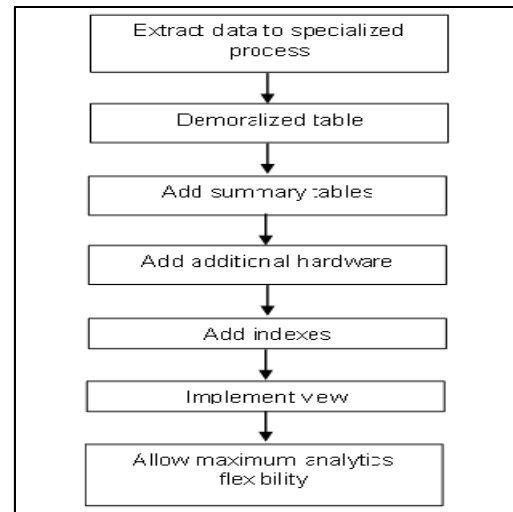 Extract data to specialized
process
Demoralized table
Add summary tables
Add additional hardware
Add indexes
Implement vew
Allow maximum analytics
flexibility